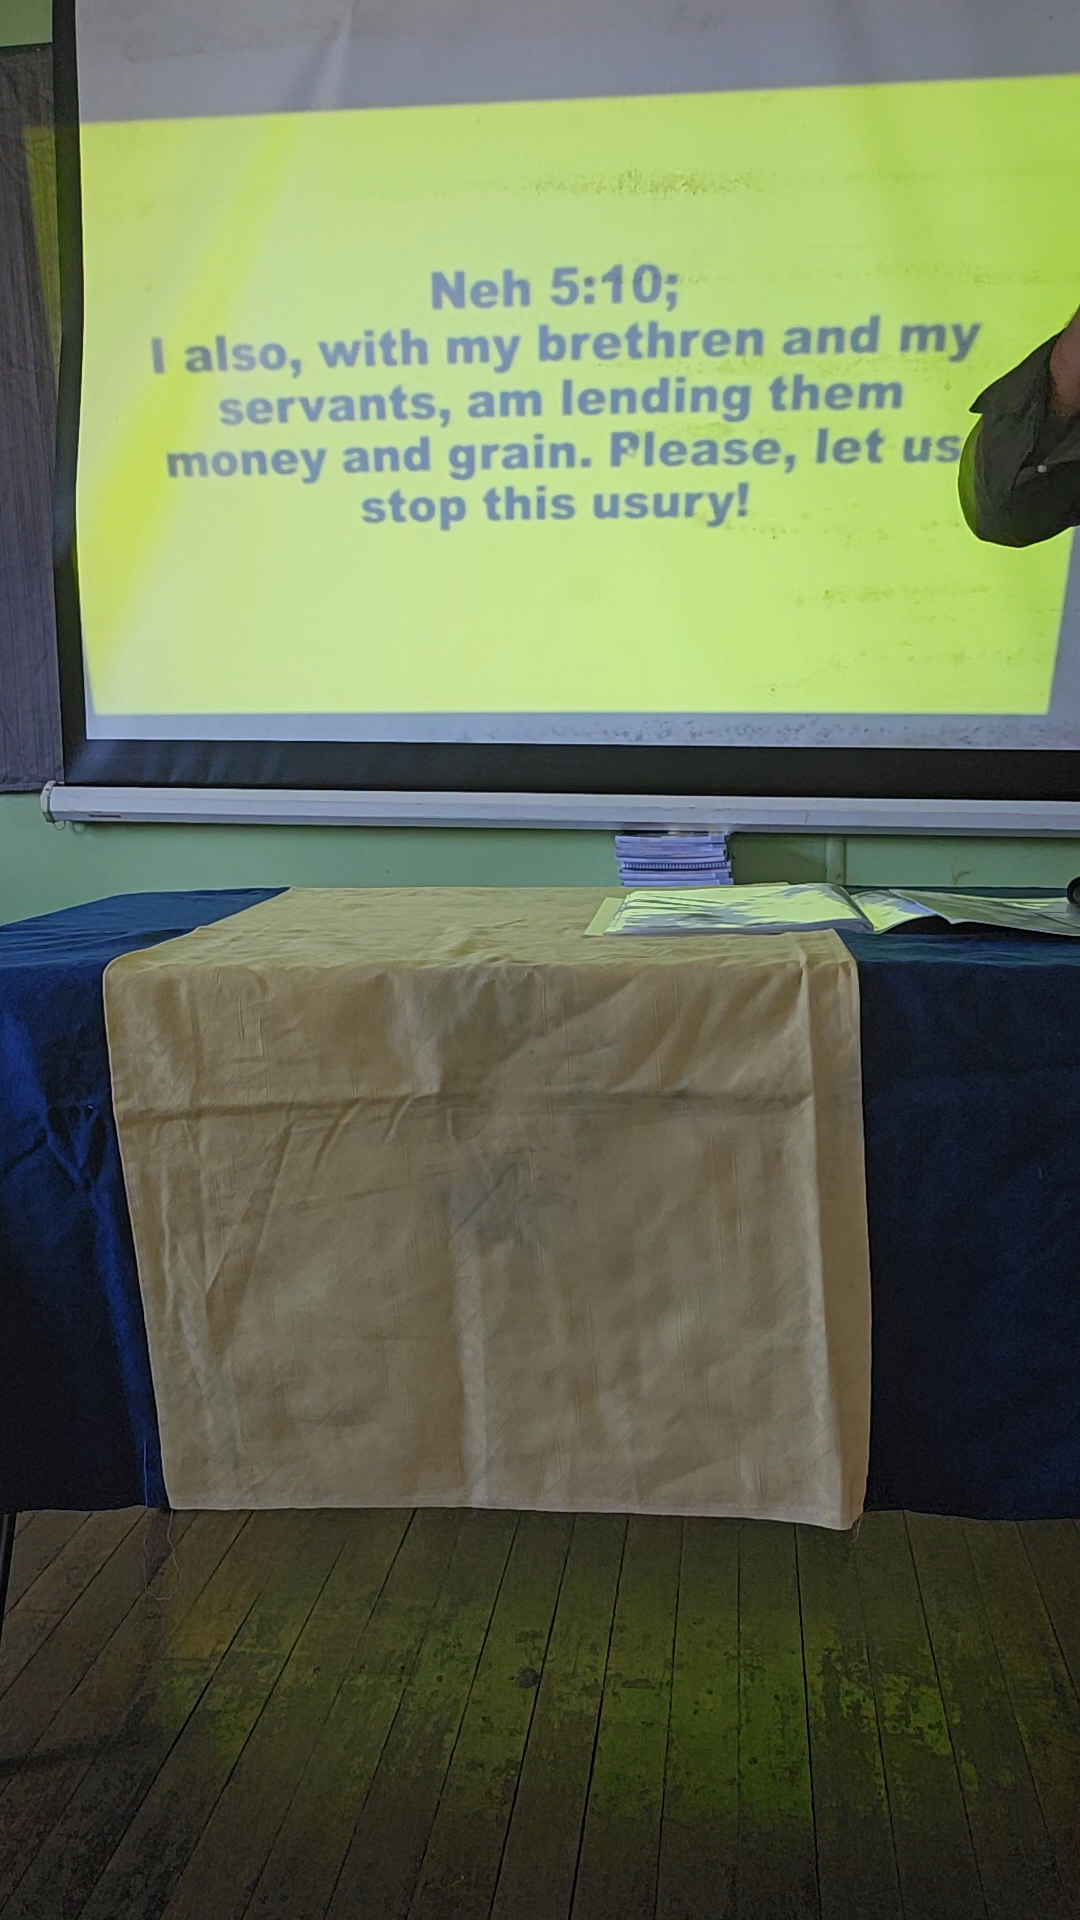 Neh 5:10;
I also, with my brethren and my
servants, am lending them
money and grain. Please, let us
stop this usury!